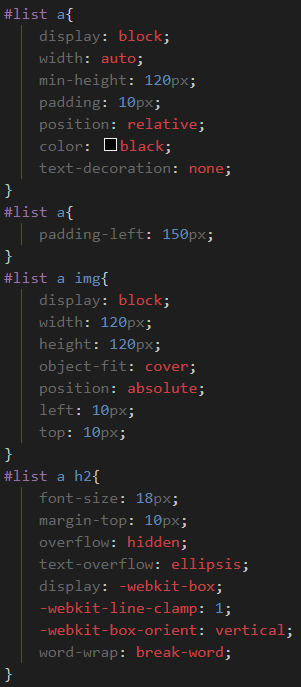 #list a{
    display: block;
    width: auto;
    min-height: 120px;
    padding: 10px;
    position: relative;
    color: black;
    text-decoration: none;
}
#list a{
    padding-left: 150px;
}
#list a img{
    display: block;
    width: 120px;
    height: 120px;
    object-fit: cover;
    position: absolute;
    left: 10px;
    top: 10px;
}
#list a h2{
    font-size: 18px;
    margin-top: 10px;
    overflow: hidden;
    text-overflow: ellipsis;
    display: -webkit-box;
    -webkit-line-clamp: 1;
    -webkit-box-orient: vertical;
    word-wrap: break-word;
}